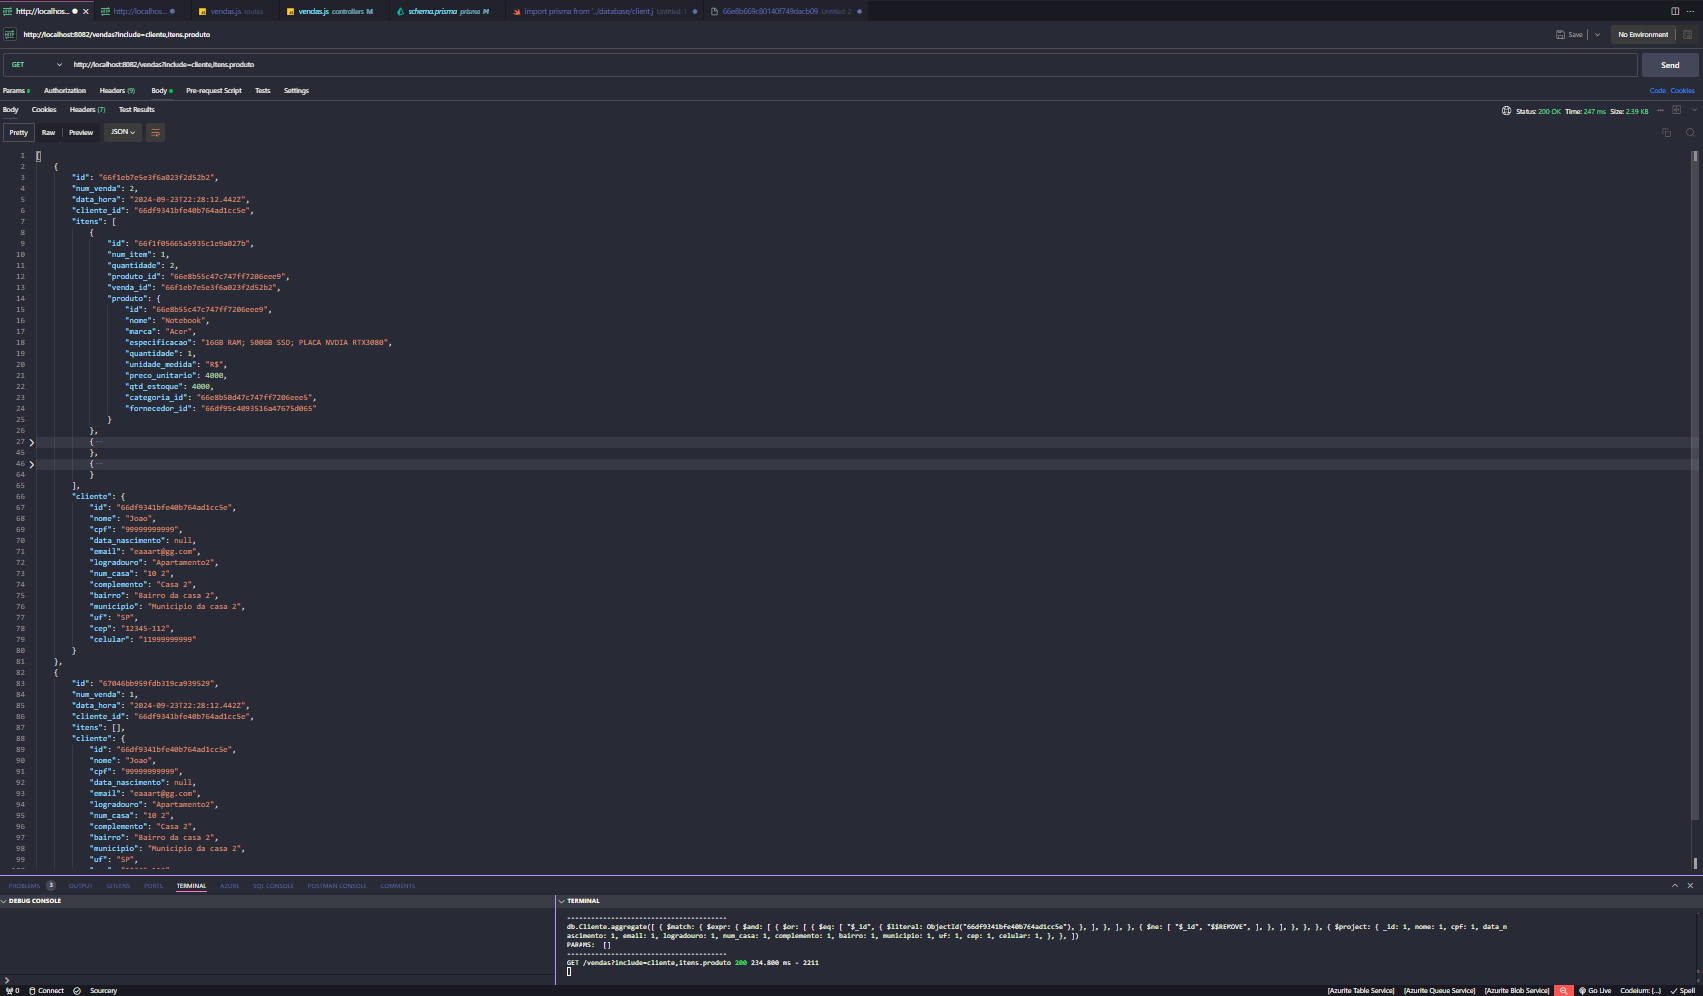 http://localhos... http://localhos... vendas.js routes vendas.js controllers M schema.prisma prisma M import prisma from '../database/client.j Untitled 1 66e8b669c80140f749dacb09 Untitled 2
http://localhost:8082/vendas?include=cliente,itens.produto Save No Environment
GET http://localhost:8082/vendas?include=cliente,itens.produto Send
Params Authorization Headers (9) Body Pre-request Script Tests Settings Code Cookies
Body Cookies Headers (7) Test Results Status: 200 OK Time: 247 ms Size: 2.39 KB
Pretty Raw Preview JSON
1 [
2 {
3 "id": "66f1eb7e5e3f6a023f2d52b2",
4 "num_venda": 2,
5 "data_hora": "2024-09-23T22:28:12.442Z",
6 "cliente_id": "66df9341bfe40b764ad1cc5e",
7 "itens": [
8 {
9 "id": "66f1f05665a5935c1e9a027b",
10 "num_item": 1,
11 "quantidade": 2,
12 "produto_id": "66e8b55c47c747ff7206eee9",
13 "venda_id": "66f1eb7e5e3f6a023f2d52b2",
14 "produto": {
15 "id": "66e8b55c47c747ff7206eee9",
16 "nome": "Notebook",
17 "marca": "Acer",
18 "especificacao": "16GB RAM; 500GB SSD; PLACA NVDIA RTX3080",
19 "quantidade": 1,
20 "unidade_medida": "R$",
21 "preco_unitario": 4000,
22 "qtd_estoque": 4000,
23 "categoria_id": "66e8b50d47c747ff7206eee5",
24 "fornecedor_id": "66df95c4093516a47675d065"
25 }
26 },
27 { ...
45 },
46 { ...
64 }
65 ],
66 "cliente": {
67 "id": "66df9341bfe40b764ad1cc5e",
68 "nome": "Joao",
69 "cpf": "99999999999",
70 "data_nascimento": null,
71 "email": "eaaart@gg.com",
72 "logradouro": "Apartamento2",
73 "num_casa": "10 2",
74 "complemento": "Casa 2",
75 "bairro": "Bairro da casa 2",
76 "municipio": "Municipio da casa 2",
77 "uf": "SP",
78 "cep": "12345-112",
79 "celular": "11999999999"
80 }
81 },
82 {
83 "id": "67046bb959fdb319ca939529",
84 "num_venda": 1,
85 "data_hora": "2024-09-23T22:28:12.442Z",
86 "cliente_id": "66df9341bfe40b764ad1cc5e",
87 "itens": [],
88 "cliente": {
89 "id": "66df9341bfe40b764ad1cc5e",
90 "nome": "Joao",
91 "cpf": "99999999999",
92 "data_nascimento": null,
93 "email": "eaaart@gg.com",
94 "logradouro": "Apartamento2",
95 "num_casa": "10 2",
96 "complemento": "Casa 2",
97 "bairro": "Bairro da casa 2",
98 "municipio": "Municipio da casa 2",
99 "uf": "SP",
PROBLEMS 3 OUTPUT GITLENS PORTS TERMINAL AZURE SQL CONSOLE POSTMAN CONSOLE COMMENTS
DEBUG CONSOLE TERMINAL
----------------------------------------
db.Cliente.aggregate([ { $match: { $expr: { $and: [ { $or: [ { $eq: [ "$_id", { $literal: ObjectId("66df9341bfe40b764ad1cc5e"), }, ], }, ], }, { $ne: [ "$_id", "$$REMOVE", ], }, ], }, }, }, { $project: { _id: 1, nome: 1, cpf: 1, data_n
ascimento: 1, email: 1, logradouro: 1, num_casa: 1, complemento: 1, bairro: 1, municipio: 1, uf: 1, cep: 1, celular: 1, }, }, ])
PARAMS: []
----------------------------------------
GET /vendas?include=cliente,itens.produto 200 234.800 ms - 2211
0 Connect Sourcery [Azurite Table Service] [Azurite Queue Service] [Azurite Blob Service] Go Live Codeium: {...} Spell